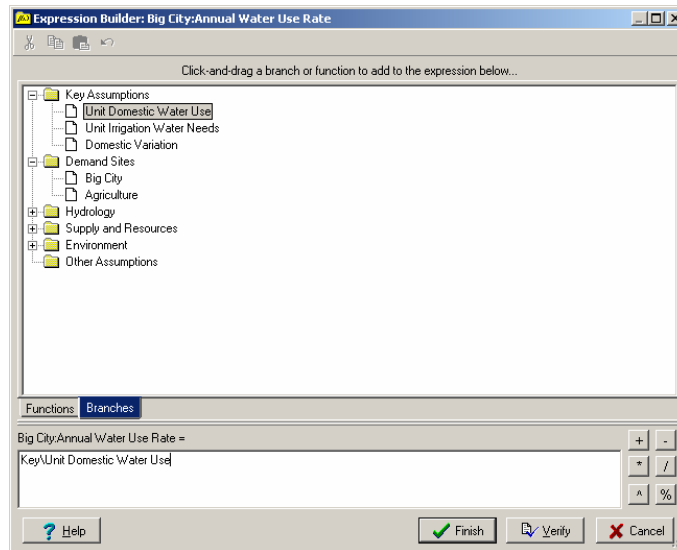 Expression Builder: Big City:Annual Water Use Rate
Click-and-drag a branch or function to add to the expression below...
Key Assumptions
Unit Domestic Water Use
Unit Irrigation Water Needs
Domestic Variation
Demand Sites
Big City
Agriculture
Hydrology
Supply and Resources
Environment
Other Assumptions
Functions Branches
Big City:Annual Water Use Rate =
+ -
Key\Unit Domestic Water Use
* /
^ %
? Help Finish Verify Cancel